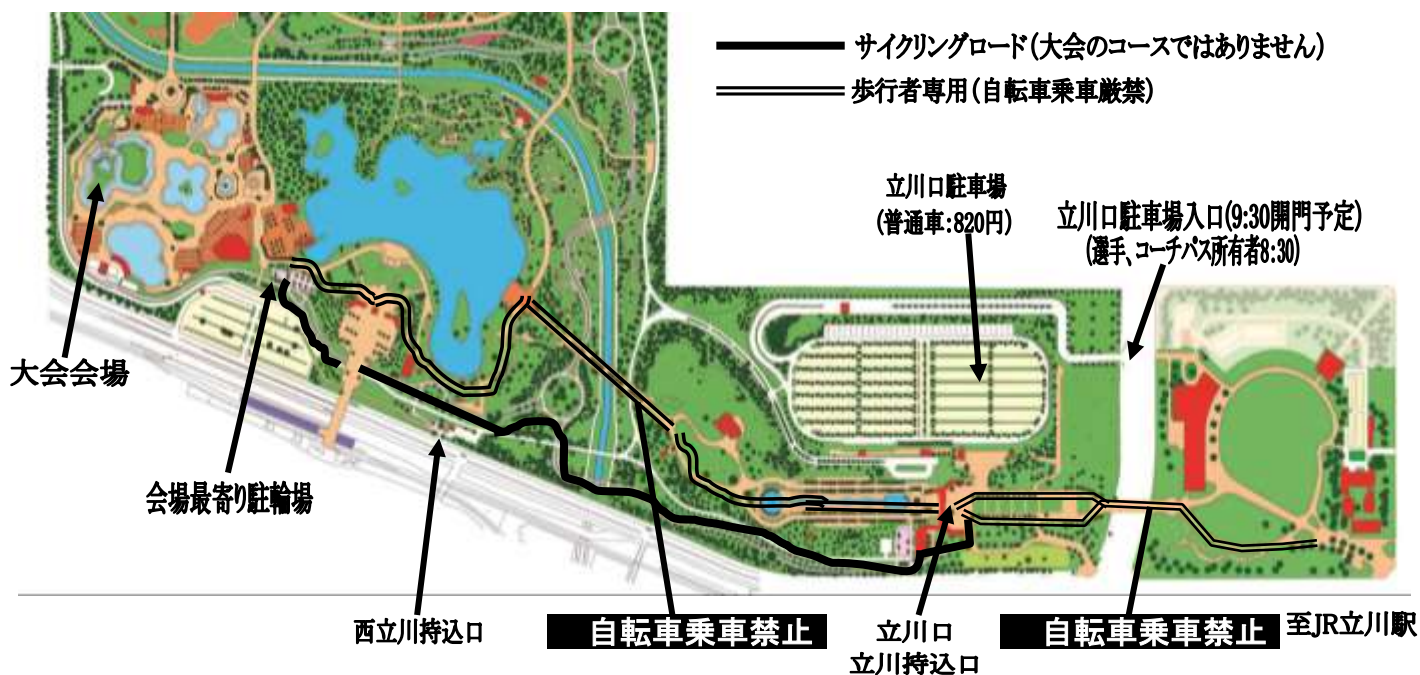 サイクリングロード(大会のコースではありません)
歩行者専用(自転車乗車厳禁)
立川口駐車場
(普通車:820円)
立川口駐車場入口(9:30開門予定)
(選手、コーチパス所有者8:30)
大会会場
会場最寄り駐輪場
西立川持込口
自転車乗車禁止
立川口
立川持込口
自転車乗車禁止
至JR立川駅